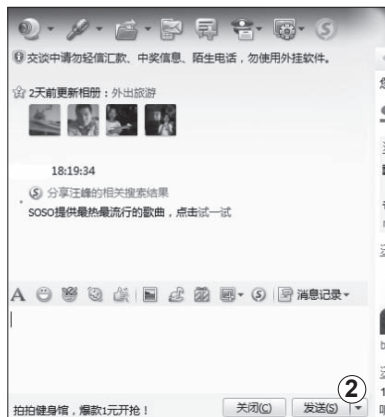 交谈中请勿轻信汇款、中奖信息、陌生电话，勿使用外挂软件。
2天前更新相册：外出旅游
18:19:34
分享汪峰的相关搜索结果
SOSO提供最热最流行的歌曲，点击试一试
A
消息记录
拍拍健身馆，爆款1元开抢！
关闭(C)
发送(S)
2